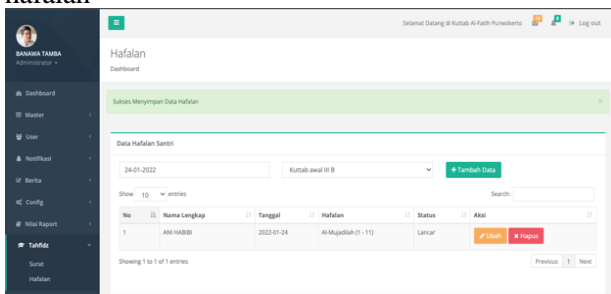 hafalan
Selamat Datang di Kuttab Al-Fatih Purwokerto Log out
BANAWA TAMBA
Administrator
Hafalan
Dashboard
Dashboard
Sukses Menyimpan Data Hafalan ×
Master
User
Data Hafalan Santri
Notifikasi
24-01-2022 Kuttab awal III B + Tambah Data
Berita
Show 10 entries Search:
Config
No Nama Lengkap Tanggal Hafalan Status Aksi
Nilai Raport
1 ANI HABIBI 2022-01-24 Al-Mujadilah (1 - 11) Lancar Ubah × Hapus
Tahfidz
Showing 1 to 1 of 1 entries Previous 1 Next
Surat
Hafalan